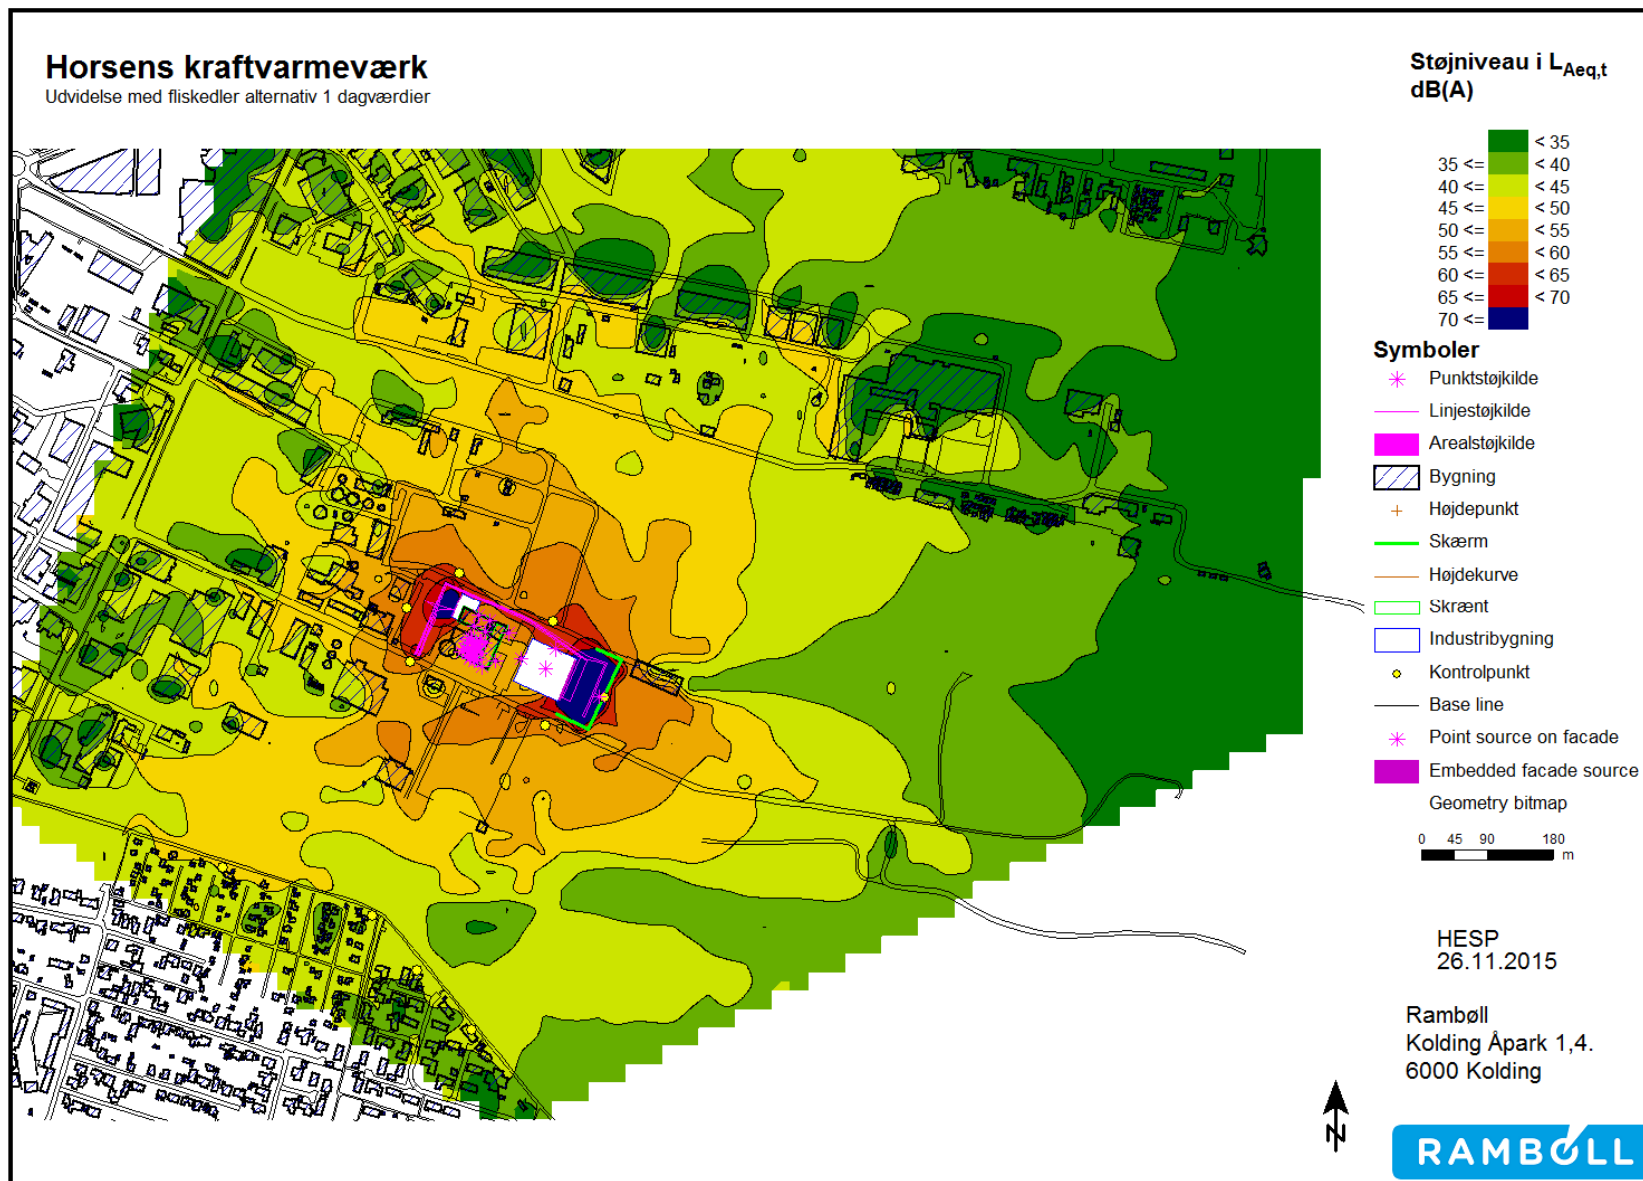 Horsens kraftvarmeværk
Udvidelse med fliskedler alternativ 1 dagværdier
Støjniveau i LAeq,t
dB(A)
< 35
35 <= < 40
40 <= < 45
45 <= < 50
50 <= < 55
55 <= < 60
60 <= < 65
65 <= < 70
70 <=
Symboler
Punktstøjkilde
Linjestøjkilde
Arealstøjkilde
Bygning
Højdepunkt
Skærm
Højdekurve
Skrænt
Industribygning
Kontrolpunkt
Base line
Point source on facade
Embedded facade source
Geometry bitmap
0 45 90 180
m
HESP
26.11.2015
Rambøll
Kolding Åpark 1,4.
6000 Kolding
N
RAMBOLL